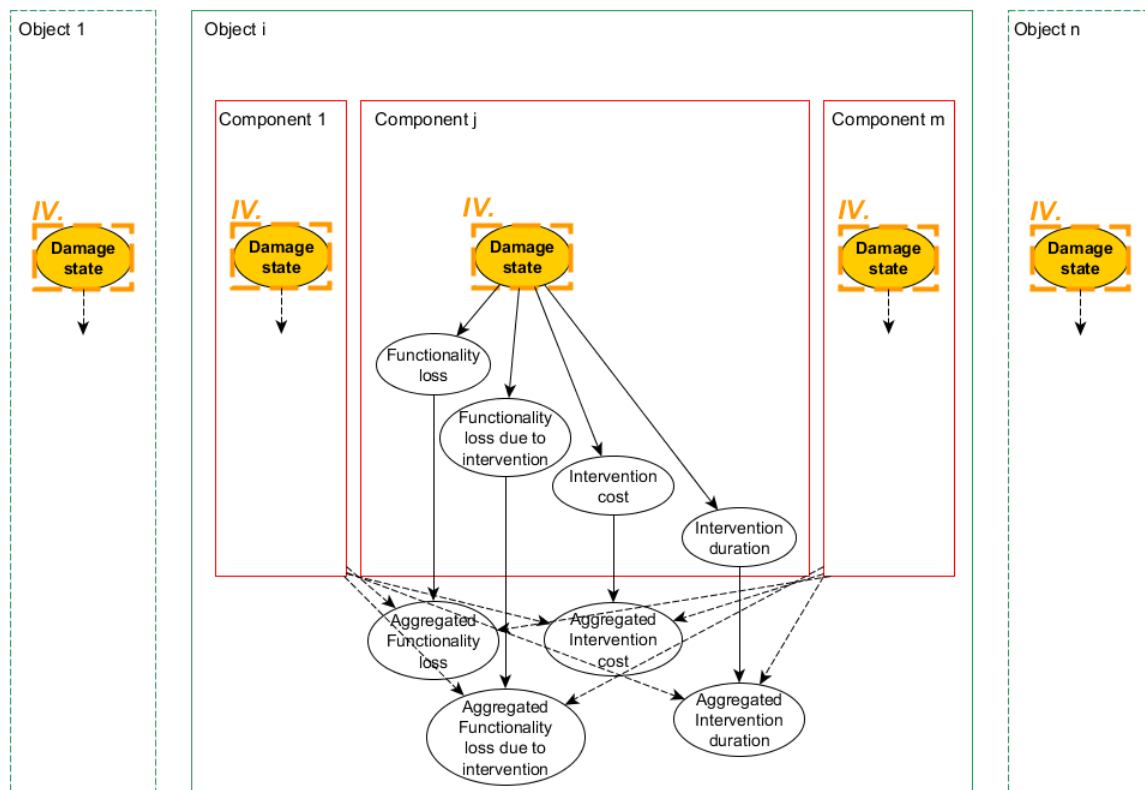 Object 1
Object i
Object n
Component 1
Component j
Component m
IV.
Damage
state
IV.
Damage
state
IV.
Damage
state
IV.
Damage
state
IV.
Damage
state
Functionality
loss
Functionality
loss due to
intervention
Intervention
cost
Intervention
duration
Aggregated
Functionality
loss
Aggregated
Intervention
cost
Aggregated
Functionality
loss due to
intervention
Aggregated
Intervention
duration